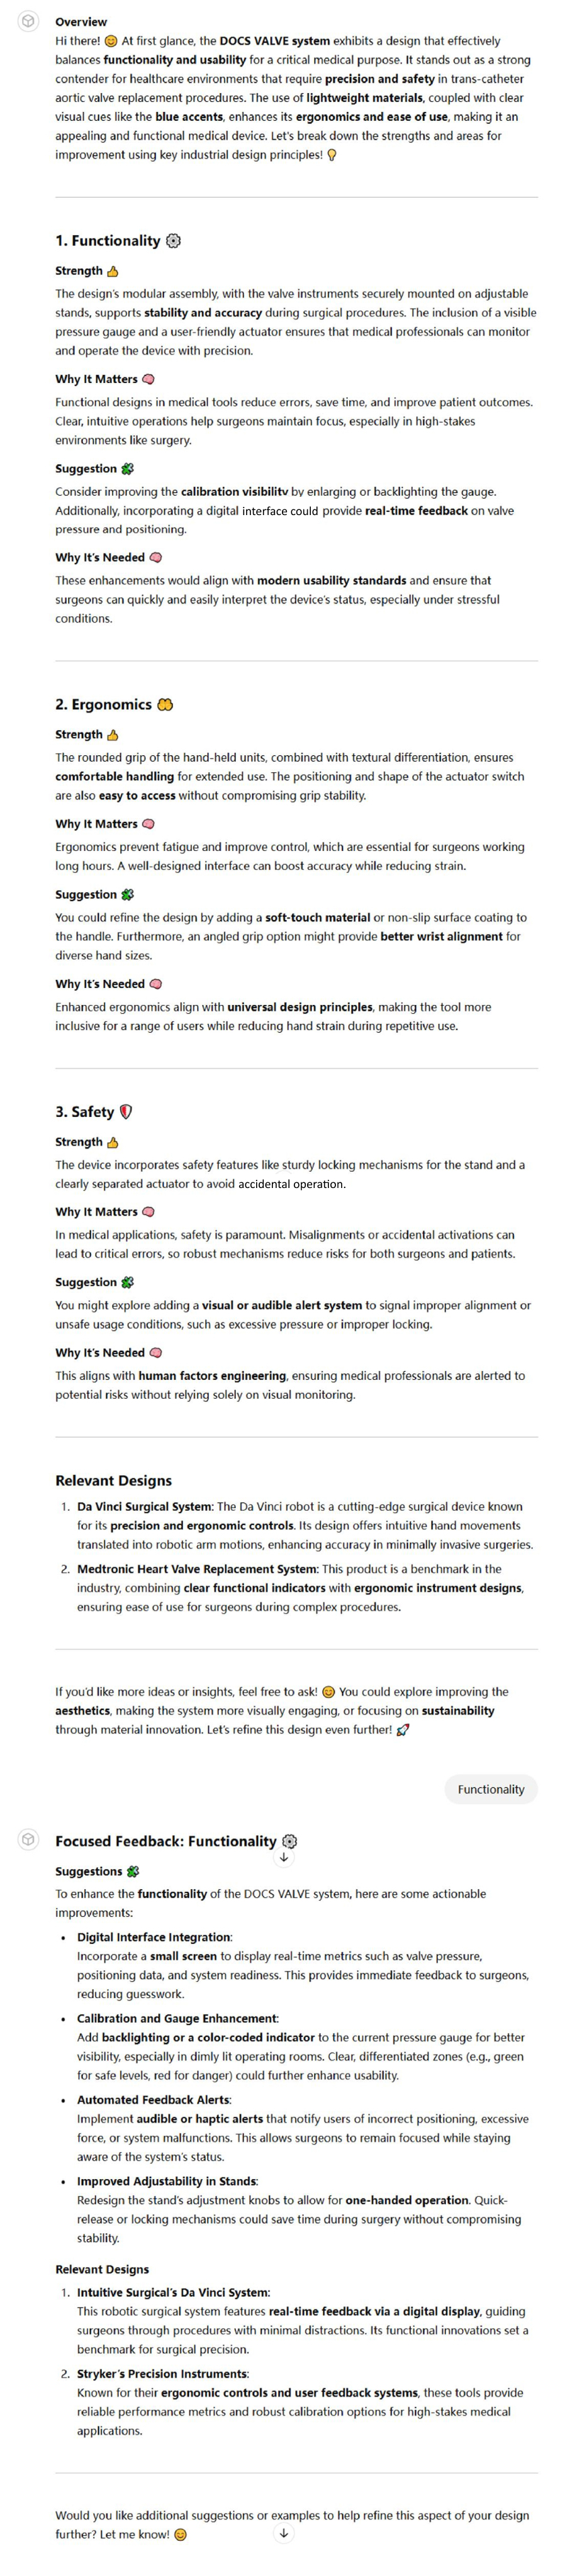 Overview
Hi there! 😊 At first glance, the DOCS VALVE system exhibits a design that effectively
balances functionality and usability for a critical medical purpose. It stands out as a strong
contender for healthcare environments that require precision and safety in trans-catheter
aortic valve replacement procedures. The use of lightweight materials, coupled with clear
visual cues like the blue accents, enhances its ergonomics and ease of use, making it an
appealing and functional medical device. Let's break down the strengths and areas for
improvement using key industrial design principles! 💡
1. Functionality ⚙️
Strength 👍
The design's modular assembly, with the valve instruments securely mounted on adjustable
stands, supports stability and accuracy during surgical procedures. The inclusion of a visible
pressure gauge and a user-friendly actuator ensures that medical professionals can monitor
and operate the device with precision.
Why It Matters 🧠
Functional designs in medical tools reduce errors, save time, and improve patient outcomes.
Clear, intuitive operations help surgeons maintain focus, especially in high-stakes
environments like surgery.
Suggestion 🧩
Consider improving the calibration visibility by enlarging or backlighting the gauge.
Additionally, incorporating a digital interface could provide real-time feedback on valve
pressure and positioning.
Why It's Needed 🧠
These enhancements would align with modern usability standards and ensure that
surgeons can quickly and easily interpret the device's status, especially under stressful
conditions.
2. Ergonomics 👐
Strength 👍
The rounded grip of the hand-held units, combined with textural differentiation, ensures
comfortable handling for extended use. The positioning and shape of the actuator switch
are also easy to access without compromising grip stability.
Why It Matters 🧠
Ergonomics prevent fatigue and improve control, which are essential for surgeons working
long hours. A well-designed interface can boost accuracy while reducing strain.
Suggestion 🧩
You could refine the design by adding a soft-touch material or non-slip surface coating to
the handle. Furthermore, an angled grip option might provide better wrist alignment for
diverse hand sizes.
Why It's Needed 🧠
Enhanced ergonomics align with universal design principles, making the tool more
inclusive for a range of users while reducing hand strain during repetitive use.
3. Safety 🛡️
Strength 👍
The device incorporates safety features like sturdy locking mechanisms for the stand and a
clearly separated actuator to avoid accidental operation.
Why It Matters 🧠
In medical applications, safety is paramount. Misalignments or accidental activations can
lead to critical errors, so robust mechanisms reduce risks for both surgeons and patients.
Suggestion 🧩
You might explore adding a visual or audible alert system to signal improper alignment or
unsafe usage conditions, such as excessive pressure or improper locking.
Why It's Needed 🧠
This aligns with human factors engineering, ensuring medical professionals are alerted to
potential risks without relying solely on visual monitoring.
Relevant Designs
1. Da Vinci Surgical System: The Da Vinci robot is a cutting-edge surgical device known
for its precision and ergonomic controls. Its design offers intuitive hand movements
translated into robotic arm motions, enhancing accuracy in minimally invasive surgeries.
2. Medtronic Heart Valve Replacement System: This product is a benchmark in the
industry, combining clear functional indicators with ergonomic instrument designs,
ensuring ease of use for surgeons during complex procedures.
If you'd like more ideas or insights, feel free to ask! 😊 You could explore improving the
aesthetics, making the system more visually engaging, or focusing on sustainability
through material innovation. Let's refine this design even further! 🚀
Functionality
Focused Feedback: Functionality ⚙️
Suggestions 🧩
To enhance the functionality of the DOCS VALVE system, here are some actionable
improvements:
• Digital Interface Integration:
Incorporate a small screen to display real-time metrics such as valve pressure,
positioning data, and system readiness. This provides immediate feedback to surgeons,
reducing guesswork.
• Calibration and Gauge Enhancement:
Add backlighting or a color-coded indicator to the current pressure gauge for better
visibility, especially in dimly lit operating rooms. Clear, differentiated zones (e.g., green
for safe levels, red for danger) could further enhance usability.
• Automated Feedback Alerts:
Implement audible or haptic alerts that notify users of incorrect positioning, excessive
force, or system malfunctions. This allows surgeons to remain focused while staying
aware of the system's status.
• Improved Adjustability in Stands:
Redesign the stand's adjustment knobs to allow for one-handed operation. Quick-
release or locking mechanisms could save time during surgery without compromising
stability.
Relevant Designs
1. Intuitive Surgical's Da Vinci System:
This robotic surgical system features real-time feedback via a digital display, guiding
surgeons through procedures with minimal distractions. Its functional innovations set a
benchmark for surgical precision.
2. Stryker's Precision Instruments:
Known for their ergonomic controls and user feedback systems, these tools provide
reliable performance metrics and robust calibration options for high-stakes medical
applications.
Would you like additional suggestions or examples to help refine this aspect of your design
further? Let me know! 😊